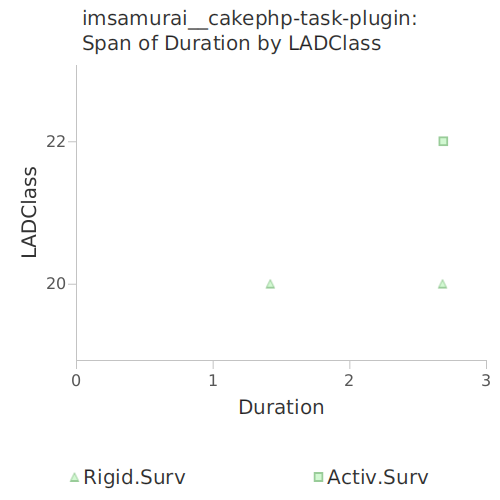 imsamurai__cakephp-task-plugin:
Span of Duration by LADClass
22
20
LADClass
0 1 2 3
Duration
Rigid.Surv Activ.Surv